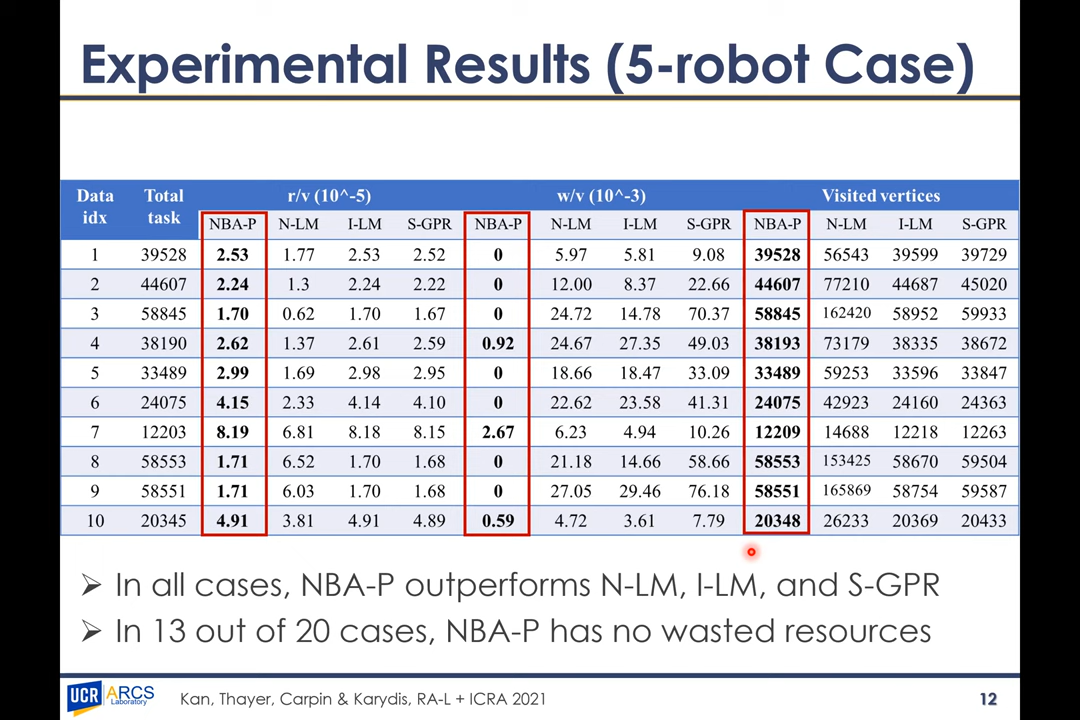 Experimental Results (5-robot Case)
Data idx Total task r/v (10^-5) w/v (10^-3) Visited vertices
NBA-P N-LM I-LM S-GPR NBA-P N-LM I-LM S-GPR NBA-P N-LM I-LM S-GPR
1 39528 2.53 1.77 2.53 2.52 0 5.97 5.81 9.08 39528 56543 39599 39729
2 44607 2.24 1.3 2.24 2.22 0 12.00 8.37 22.66 44607 77210 44687 45020
3 58845 1.70 0.62 1.70 1.67 0 24.72 14.78 70.37 58845 162420 58952 59933
4 38190 2.62 1.37 2.61 2.59 0.92 24.67 27.35 49.03 38193 73179 38335 38672
5 33489 2.99 1.69 2.98 2.95 0 18.66 18.47 33.09 33489 59253 33596 33847
6 24075 4.15 2.33 4.14 4.10 0 22.62 23.58 41.31 24075 42923 24160 24363
7 12203 8.19 6.81 8.18 8.15 2.67 6.23 4.94 10.26 12209 14688 12218 12263
8 58553 1.71 6.52 1.70 1.68 0 21.18 14.66 58.66 58553 153425 58670 59504
9 58551 1.71 6.03 1.70 1.68 0 27.05 29.46 76.18 58551 165869 58754 59587
10 20345 4.91 3.81 4.91 4.89 0.59 4.72 3.61 7.79 20348 26233 20369 20433
➢ In all cases, NBA-P outperforms N-LM, I-LM, and S-GPR
➢ In 13 out of 20 cases, NBA-P has no wasted resources
UCR ARCS Laboratory Kan, Thayer, Carpin & Karydis, RA-L + ICRA 2021 12